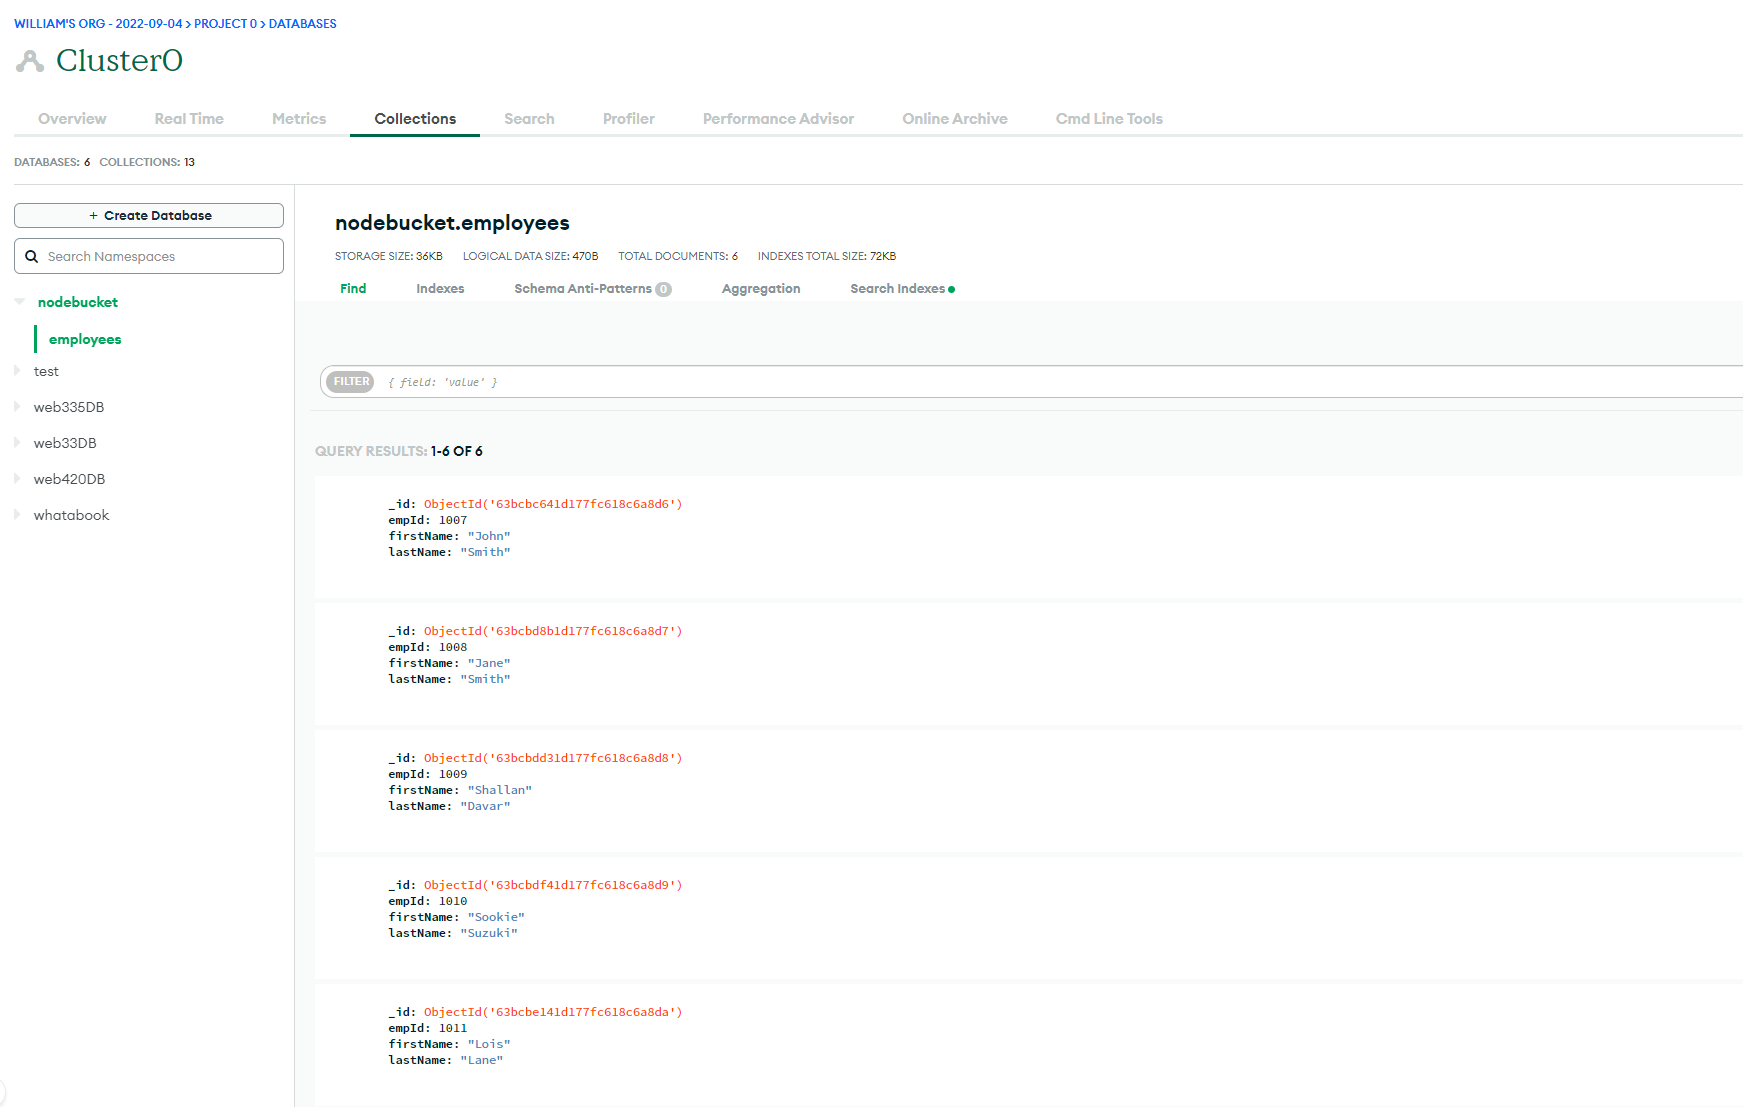 WILLIAM'S ORG - 2022-09-04 > PROJECT 0 > DATABASES
Cluster0
Overview Real Time Metrics Collections Search Profiler Performance Advisor Online Archive Cmd Line Tools
DATABASES: 6 COLLECTIONS: 13
+ Create Database
Search Namespaces
nodebucket
employees
test
web335DB
web33DB
web420DB
whatabook
nodebucket.employees
STORAGE SIZE: 36KB LOGICAL DATA SIZE: 470B TOTAL DOCUMENTS: 6 INDEXES TOTAL SIZE: 72KB
Find Indexes Schema Anti-Patterns 0 Aggregation Search Indexes
FILTER { field: 'value' }
QUERY RESULTS: 1-6 OF 6
_id: ObjectId('63bcbc641d177fc618c6a8d6')
empId: 1007
firstName: "John"
lastName: "Smith"
_id: ObjectId('63bcbd8b1d177fc618c6a8d7')
empId: 1008
firstName: "Jane"
lastName: "Smith"
_id: ObjectId('63bcbdd31d177fc618c6a8d8')
empId: 1009
firstName: "Shallan"
lastName: "Davar"
_id: ObjectId('63bcbdf41d177fc618c6a8d9')
empId: 1010
firstName: "Sookie"
lastName: "Suzuki"
_id: ObjectId('63bcbe141d177fc618c6a8da')
empId: 1011
firstName: "Lois"
lastName: "Lane"